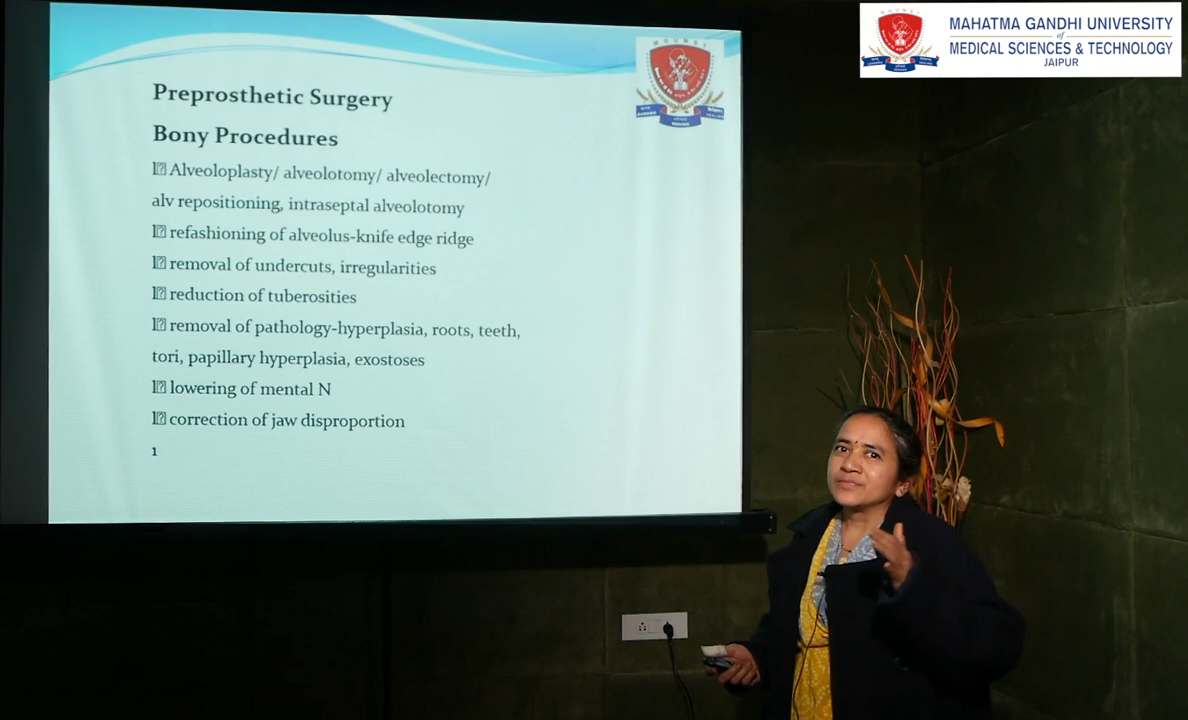 MAHATMA GANDHI UNIVERSITY
of
MEDICAL SCIENCES & TECHNOLOGY
JAIPUR
Preprosthetic Surgery
Bony Procedures
Alveoloplasty/ alveolotomy/ alveolectomy/
alv repositioning, intraseptal alveolotomy
refashioning of alveolus-knife edge ridge
removal of undercuts, irregularities
reduction of tuberosities
removal of pathology-hyperplasia, roots, teeth,
tori, papillary hyperplasia, exostoses
lowering of mental N
correction of jaw disproportion
1